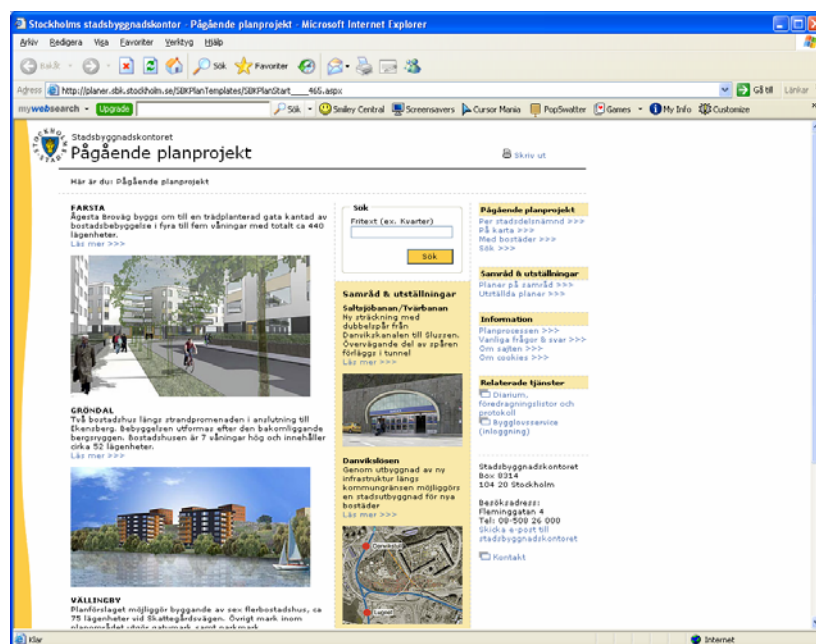 Stockholms stadsbyggnadskontor - Pågående planprojekt - Microsoft Internet Explorer
Arkiv Redigera Visa Favoriter Verktyg Hjälp
Bakåt Sök Favoriter
Adress http://planer.sbk.stockholm.se/SBKPlanTemplates/SBKPlanStart____465.aspx Gå till Länkar
mywebsearch Upgrade Sök Smiley Central Screensavers Cursor Mania PopSwatter Games My Info Customize
Stadsbyggnadskontoret
Pågående planprojekt
Skriv ut
Här är du: Pågående planprojekt
FARSTA
Ågesta Broväg byggs om till en trädplanterad gata kantad av
bostadsbebyggelse i fyra till fem våningar med totalt ca 440
lägenheter.
Läs mer >>>
GRÖNDAL
Två bostadshus längs strandpromenaden i anslutning till
Ekensberg. Bebyggelsen utformas efter den bakomliggande
bergsryggen. Bostadshusen är 7 våningar hög och innehåller
cirka 52 lägenheter.
Läs mer >>>
VÄLLINGBY
Planförslaget möjliggör byggande av sex flerbostadshus, ca
75 lägenheter vid Skattegårdsvägen. Övrigt mark inom
planområdet utgör gatumark samt parkmark.
Sök
Fritext (ex. Kvarter)
Sök
Samråd & utställningar
Saltsjöbanan/Tvärbanan
Ny sträckning med
dubbelspår från
Danvikskanalen till Slussen.
Övervägande del av spåren
förläggs i tunnel
Läs mer >>>
Danvikslösen
Genom utbyggnad av ny
infrastruktur längs
kommungränsen möjliggörs
en stadsutbyggnad för nya
bostäder
Läs mer >>>
Danvikstull
Lugnet
Pågående planprojekt
Per stadsdelsnämnd >>>
På karta >>>
Med bostäder >>>
Sök >>>
Samråd & utställningar
Planer på samråd >>>
Utställda planer >>>
Information
Planprocessen >>>
Vanliga frågor & svar >>>
Om sajten >>>
Om cookies >>>
Relaterade tjänster
Diarium,
föredragningslistor och
protokoll
Bygglovsservice
(inloggning)
Stadsbyggnadskontoret
Box 8314
104 20 Stockholm
Besöksadress:
Fleminggatan 4
Tel: 08-508 26 000
Skicka e-post till
stadsbyggnadskontoret
Kontakt
Klar Internet